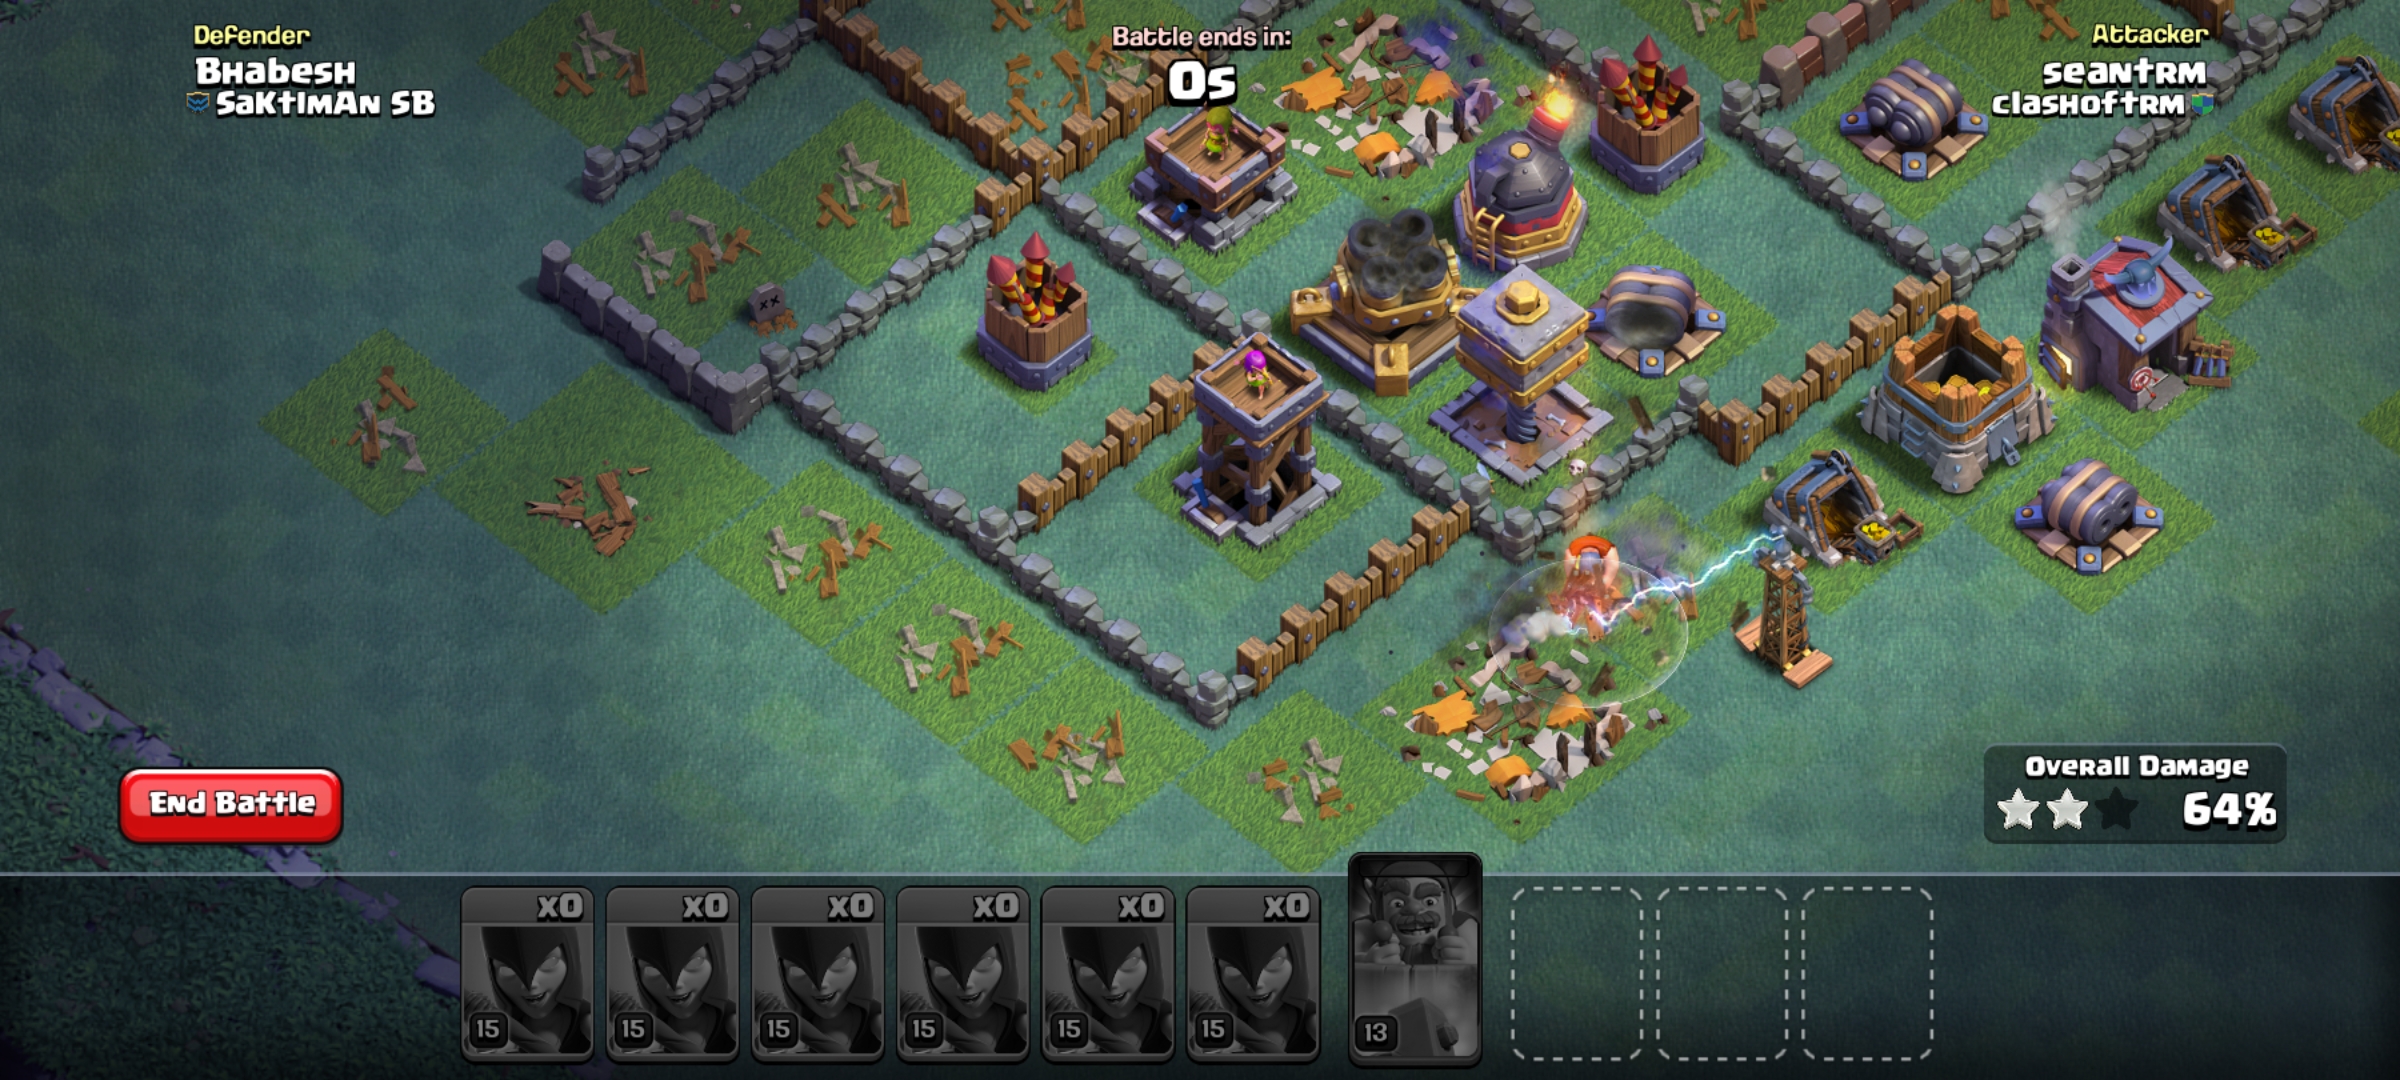 Defender
Bhabesh
SaKtImAn SB
Battle ends in:
0s
Attacker
seantrm
clashoftrm
End Battle
Overall Damage
64%
x0 x0 x0 x0 x0 x0
15 15 15 15 15 15 13